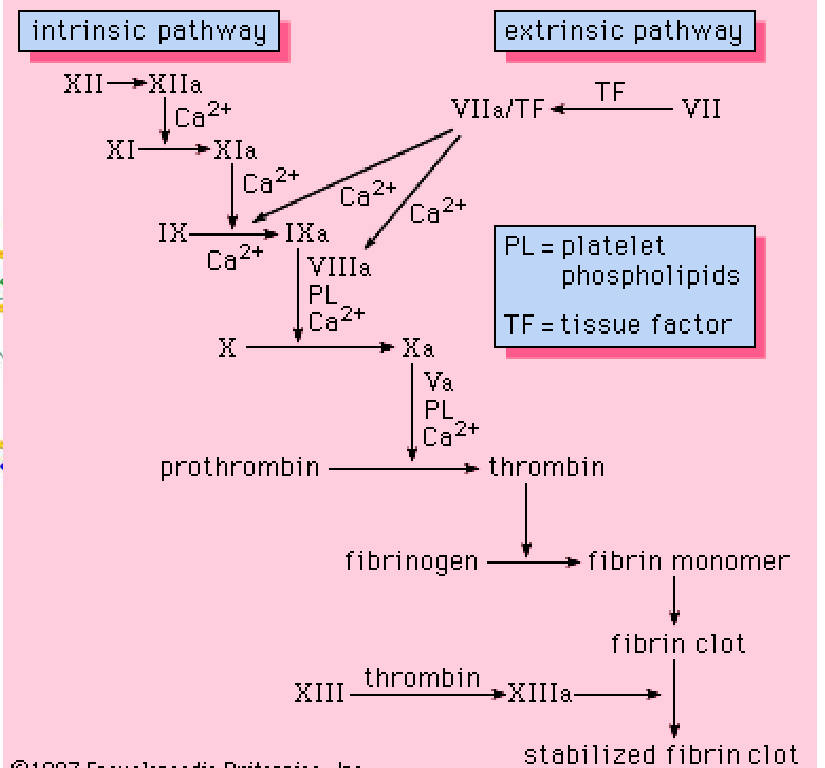 intrinsic pathway
extrinsic pathway
XII XIIa
Ca2+
TF
VIIa/TF VII
XI XIa
Ca2+
Ca2+
Ca2+
IX IXa
Ca2+
VIIIa
PL
Ca2+
PL = platelet
phospholipids
TF = tissue factor
X Xa
Va
PL
Ca2+
prothrombin thrombin
fibrinogen fibrin monomer
fibrin clot
thrombin
XIII XIIIa
stabilized fibrin clot